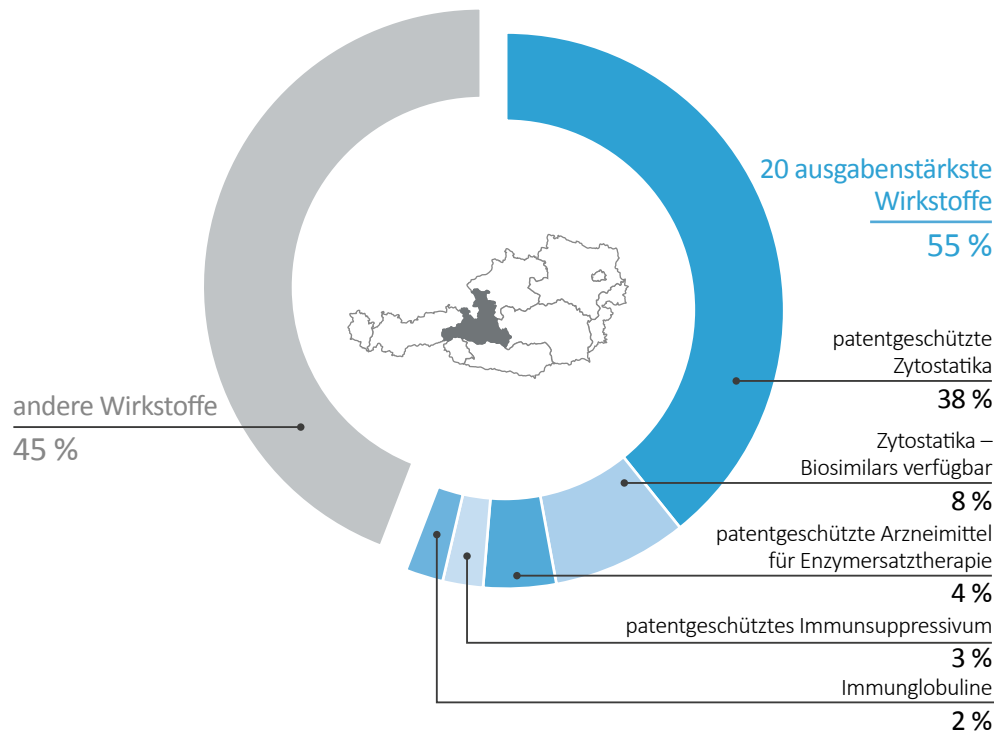 20 ausgabenstärkste
Wirkstoffe
55 %
patentgeschützte
Zytostatika
38 %
andere Wirkstoffe
45 %
Zytostatika –
Biosimilars verfügbar
8 %
patentgeschützte Arzneimittel
für Enzymersatztherapie
4 %
patentgeschütztes Immunsuppressivum
3 %
Immunglobuline
2 %